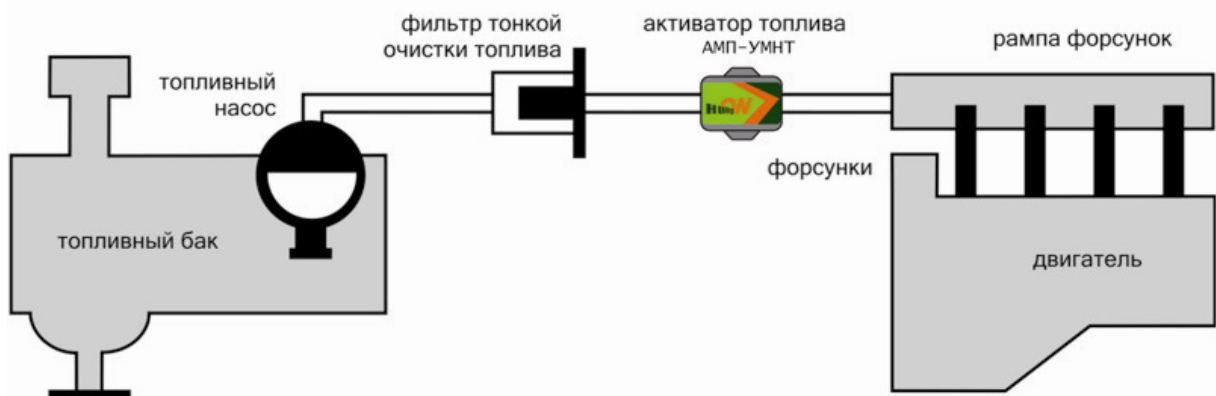 фильтр тонкой
очистки топлива
активатор топлива
АМП-УМНТ
рампа форсунок
топливный
насос
форсунки
топливный бак
двигатель